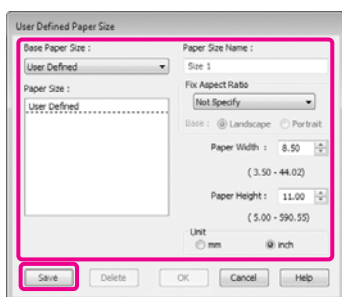 User Defined Paper Size
Base Paper Size :
User Defined
Paper Size :
User Defined
Paper Size Name :
Size 1
Fix Aspect Ratio
Not Specify
Base : Landscape Portrait
Paper Width : 8.50
(3.50 - 44.02)
Paper Height : 11.00
(5.00 - 590.55)
Unit
mm inch
Save Delete OK Cancel Help